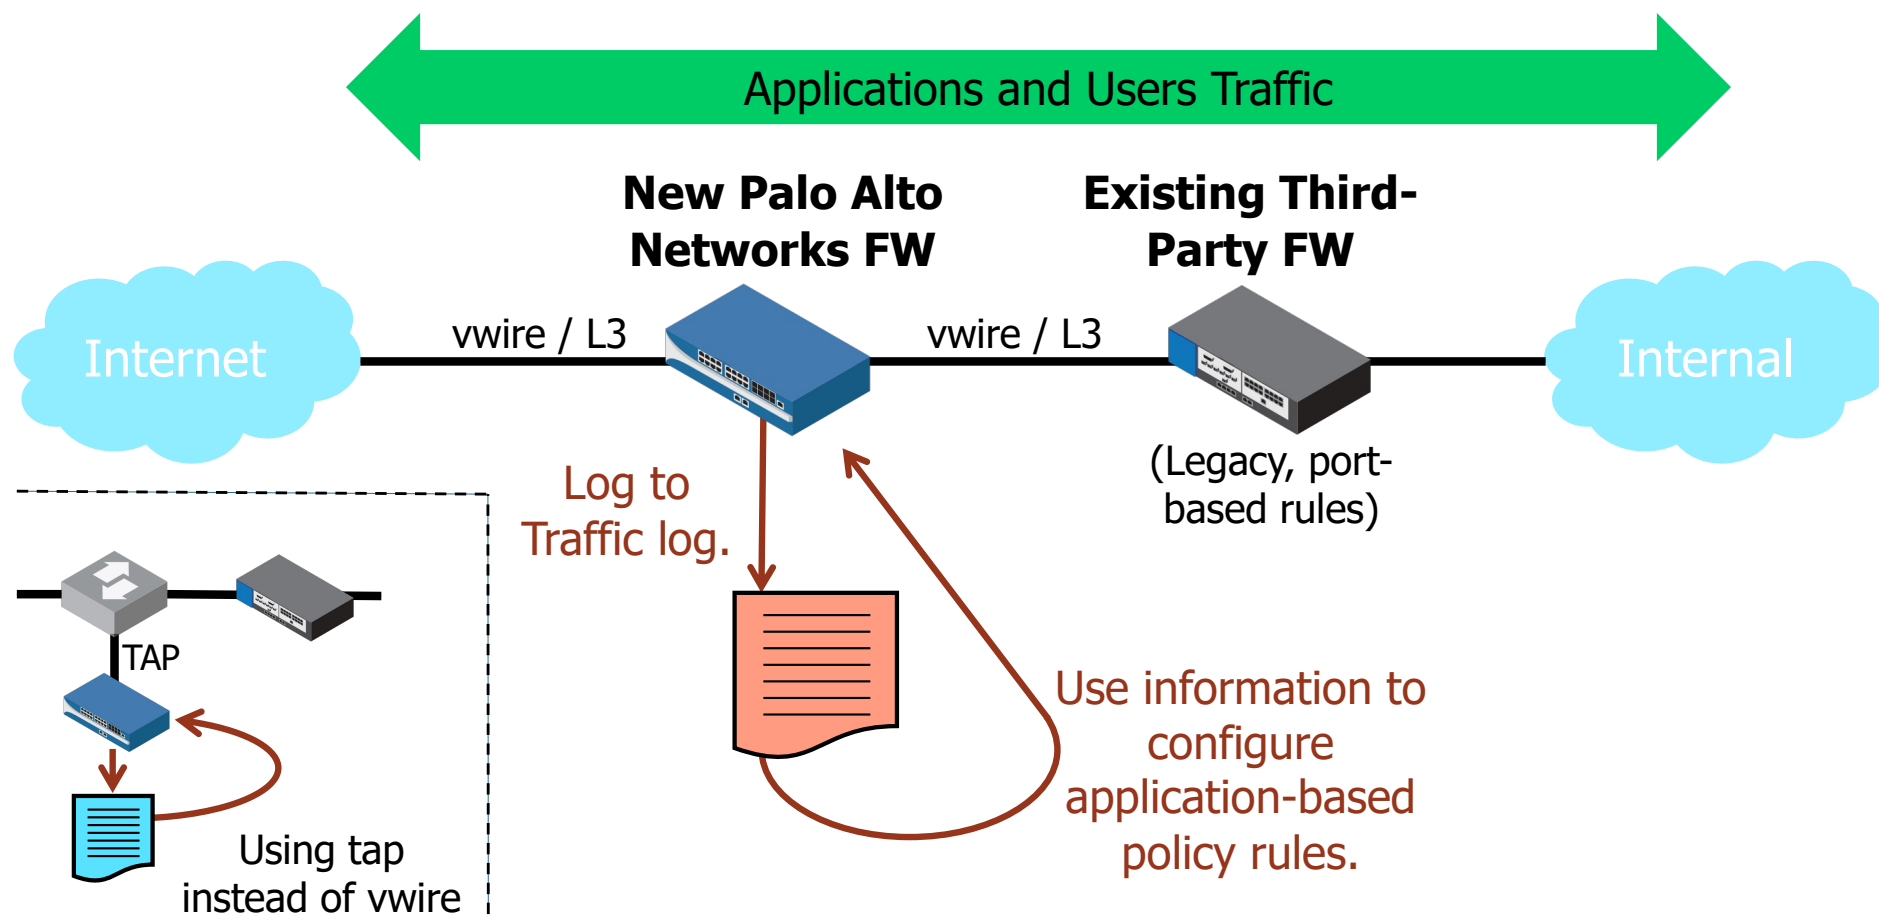 Applications and Users Traffic
New Palo Alto
Networks FW
Existing Third-
Party FW
Internet
vwire / L3
vwire / L3
Internal
(Legacy, port-
based rules)
Log to
Traffic log.
TAP
Use information to
configure
application-based
policy rules.
Using tap
instead of vwire